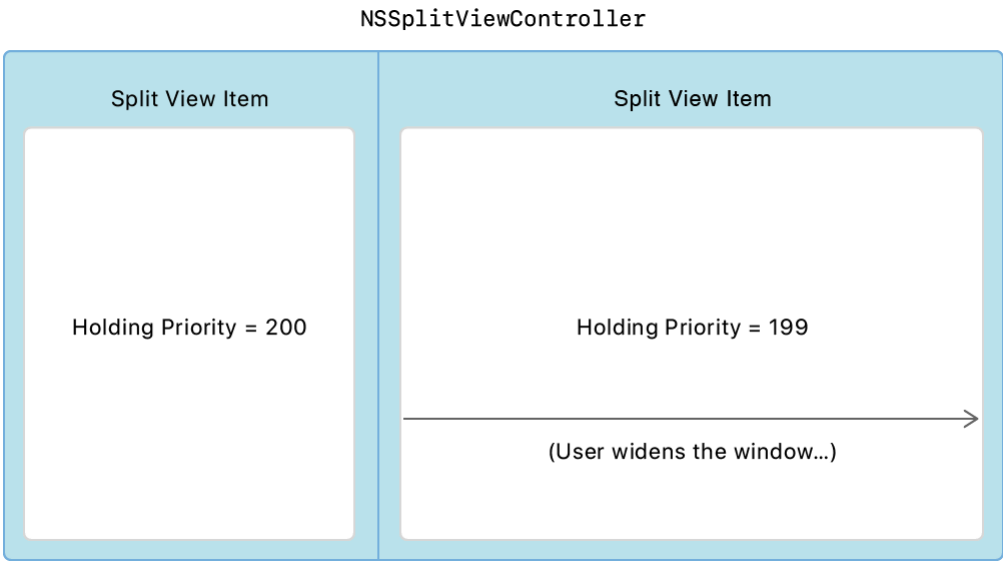 NSSplitViewController
Split View Item
Split View Item
Holding Priority = 200
Holding Priority = 199
(User widens the window...)